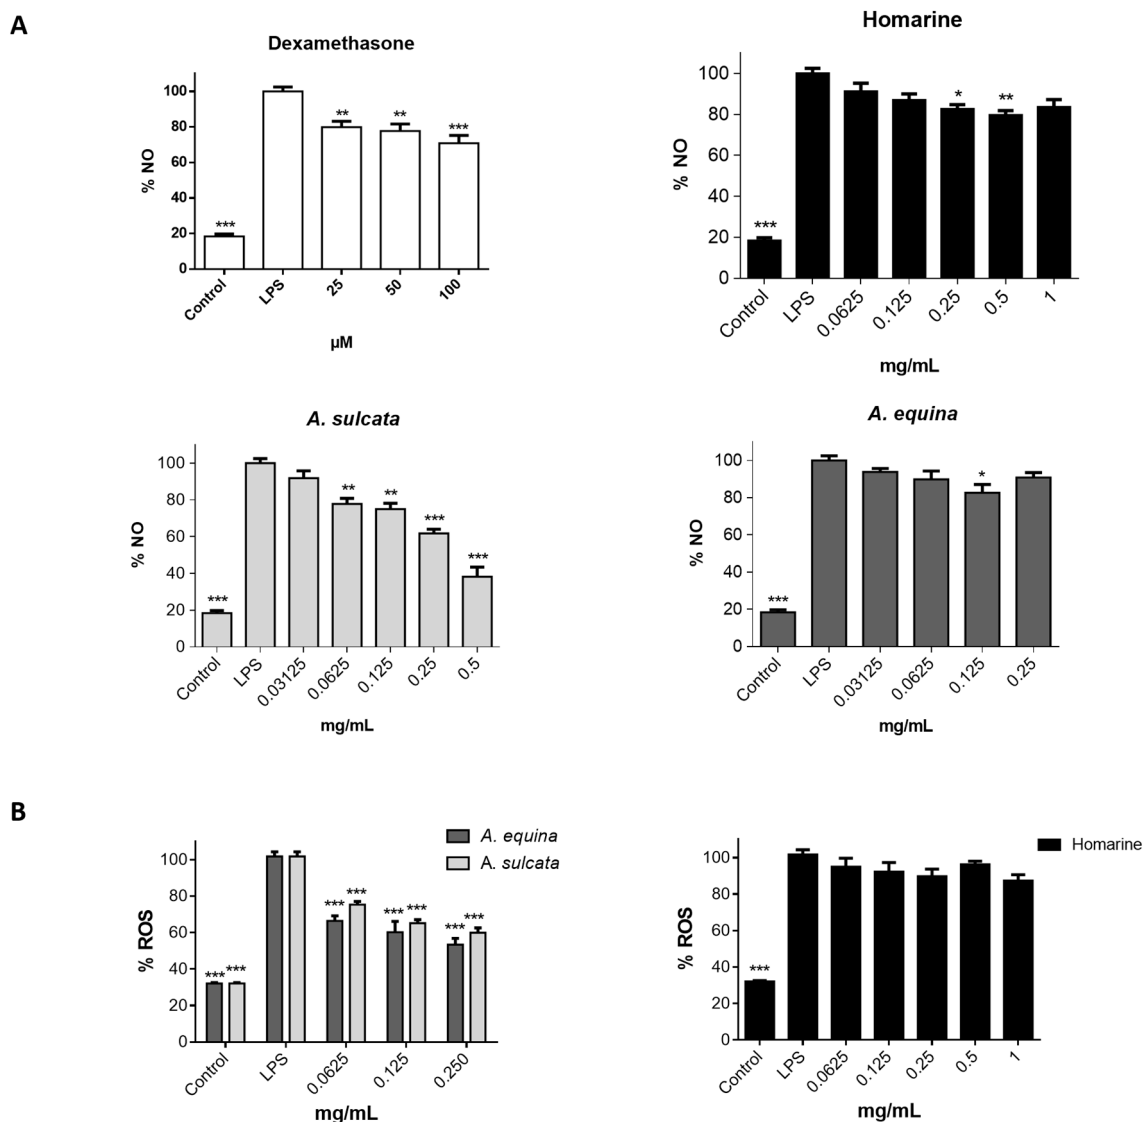 A
Dexamethasone
% NO
100
80
60
40
20
0
***
**
**
***
Control
LPS
25
50
100
µM
Homarine
% NO
100
80
60
40
20
0
***
*
**
Control
LPS
0.0625
0.125
0.25
0.5
1
mg/mL
A. sulcata
% NO
100
80
60
40
20
0
***
**
**
***
***
Control
LPS
0.03125
0.0625
0.125
0.25
0.5
mg/mL
A. equina
% NO
100
80
60
40
20
0
***
*
Control
LPS
0.03125
0.0625
0.125
0.25
mg/mL
B
A. equina
A. sulcata
% ROS
100
80
60
40
20
0
*** ***
*** ***
*** ***
*** ***
Control
LPS
0.0625
0.125
0.250
mg/mL
Homarine
% ROS
100
80
60
40
20
0
***
Control
LPS
0.0625
0.125
0.25
0.5
1
mg/mL